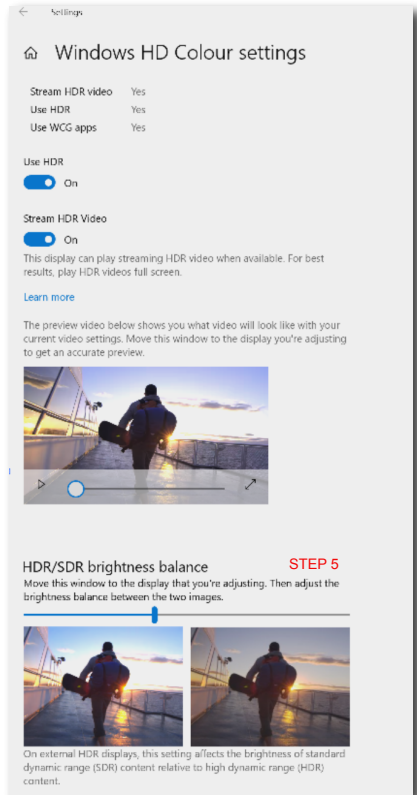 Settings
Windows HD Colour settings
Stream HDR video Yes
Use HDR Yes
Use WCG apps Yes
Use HDR
On
Stream HDR Video
On
This display can play streaming HDR video when available. For best
results, play HDR videos full screen.
Learn more
The preview video below shows you what video will look like with your
current video settings. Move this window to the display you're adjusting
to get an accurate preview.
HDR/SDR brightness balance STEP 5
Move this window to the display that you're adjusting. Then adjust the
brightness balance between the two images.
On external HDR displays, this setting affects the brightness of standard
dynamic range (SDR) content relative to high dynamic range (HDR)
content.